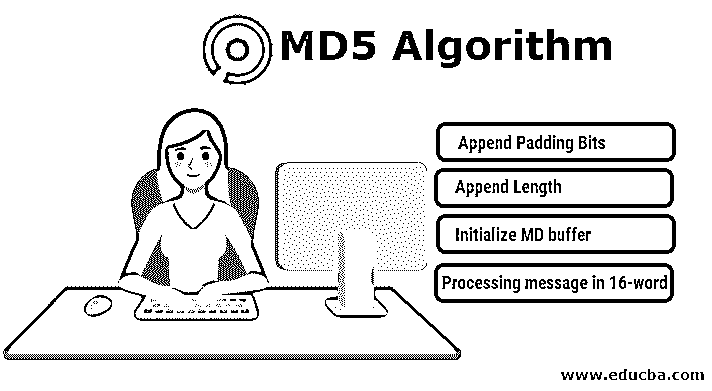 MD5 Algorithm
Append Padding Bits
Append Length
Initialize MD buffer
Processing message in 16-word
www.educba.com